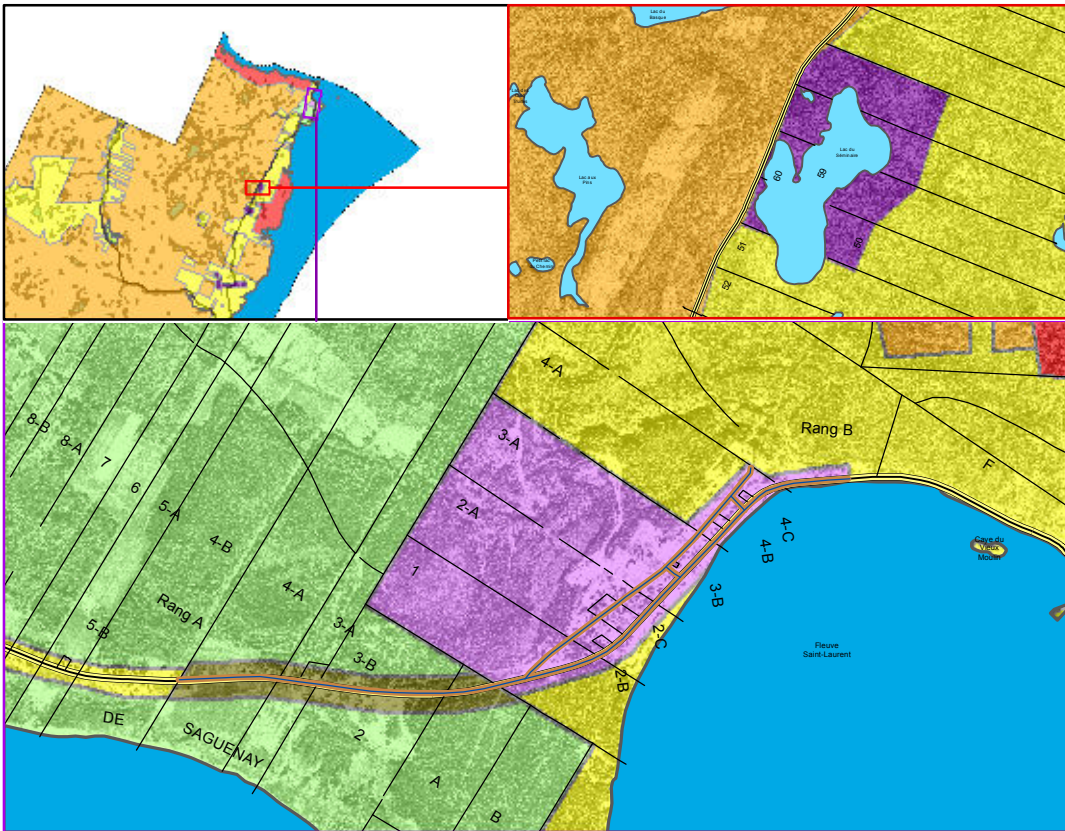 Lac du
Basque
Lac aux
Pins
Lac du
Séminaire
60
59
60
51
52
4-A
3-A
2-A
1
Rang B
F
8-B
8-A
7
6
5-A
4-B
4-A
3-A
3-B
Rang A
5-B
4-C
4-B
3-B
2-C
2-B
Caye du
Vieux
Moulin
Fleuve
Saint-Laurent
DE
SAGUENAY
2
A
B